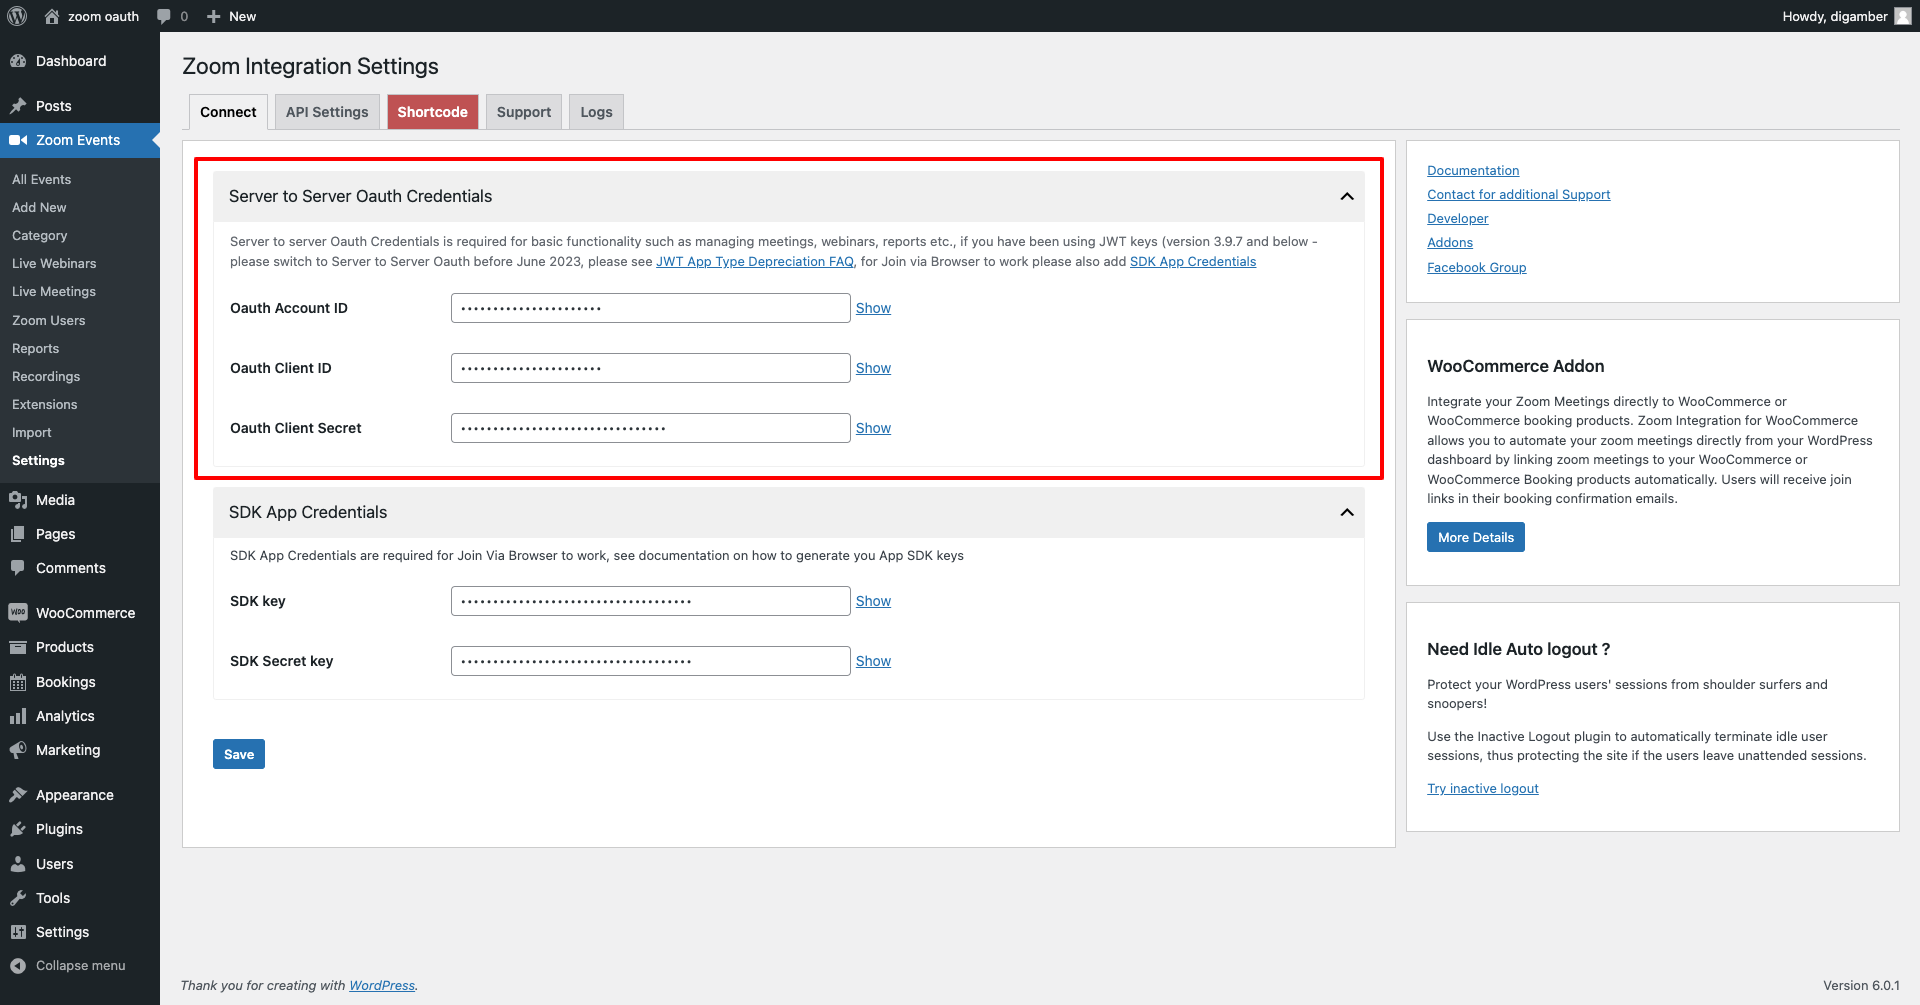 zoom oauth
0
New
Howdy, digamber
Dashboard
Posts
Zoom Events
All Events
Add New
Category
Live Webinars
Live Meetings
Zoom Users
Reports
Recordings
Extensions
Import
Settings
Media
Pages
Comments
WooCommerce
Products
Bookings
Analytics
Marketing
Appearance
Plugins
Users
Tools
Settings
Collapse menu
Zoom Integration Settings
Connect
API Settings
Shortcode
Support
Logs
Server to Server Oauth Credentials
Server to server Oauth Credentials is required for basic functionality such as managing meetings, webinars, reports etc., if you have been using JWT keys (version 3.9.7 and below -
please switch to Server to Server Oauth before June 2023, please see JWT App Type Depreciation FAQ, for Join via Browser to work please also add SDK App Credentials
Oauth Account ID
Show
Oauth Client ID
Show
Oauth Client Secret
Show
SDK App Credentials
SDK App Credentials are required for Join Via Browser to work, see documentation on how to generate you App SDK keys
SDK key
Show
SDK Secret key
Show
Save
Documentation
Contact for additional Support
Developer
Addons
Facebook Group
WooCommerce Addon
Integrate your Zoom Meetings directly to WooCommerce or
WooCommerce booking products. Zoom Integration for WooCommerce
allows you to automate your zoom meetings directly from your WordPress
dashboard by linking zoom meetings to your WooCommerce or
WooCommerce Booking products automatically. Users will receive join
links in their booking confirmation emails.
More Details
Need Idle Auto logout ?
Protect your WordPress users' sessions from shoulder surfers and
snoopers!
Use the Inactive Logout plugin to automatically terminate idle user
sessions, thus protecting the site if the users leave unattended sessions.
Try inactive logout
Thank you for creating with WordPress.
Version 6.0.1